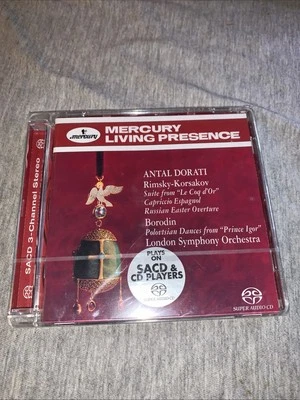 mercury
MERCURY
LIVING PRESENCE
ANTAL DORATI
Rimsky-Korsakov
Suite from "Le Coq d'Or"
Capriccio Espagnol
Russian Easter Overture
Borodin
Polovtsian Dances from "Prince Igor"
London Symphony Orchestra
PLAYS ON
SACD &
CD PLAYERS
SUPER AUDIO CD
SACD 3-Channel Stereo